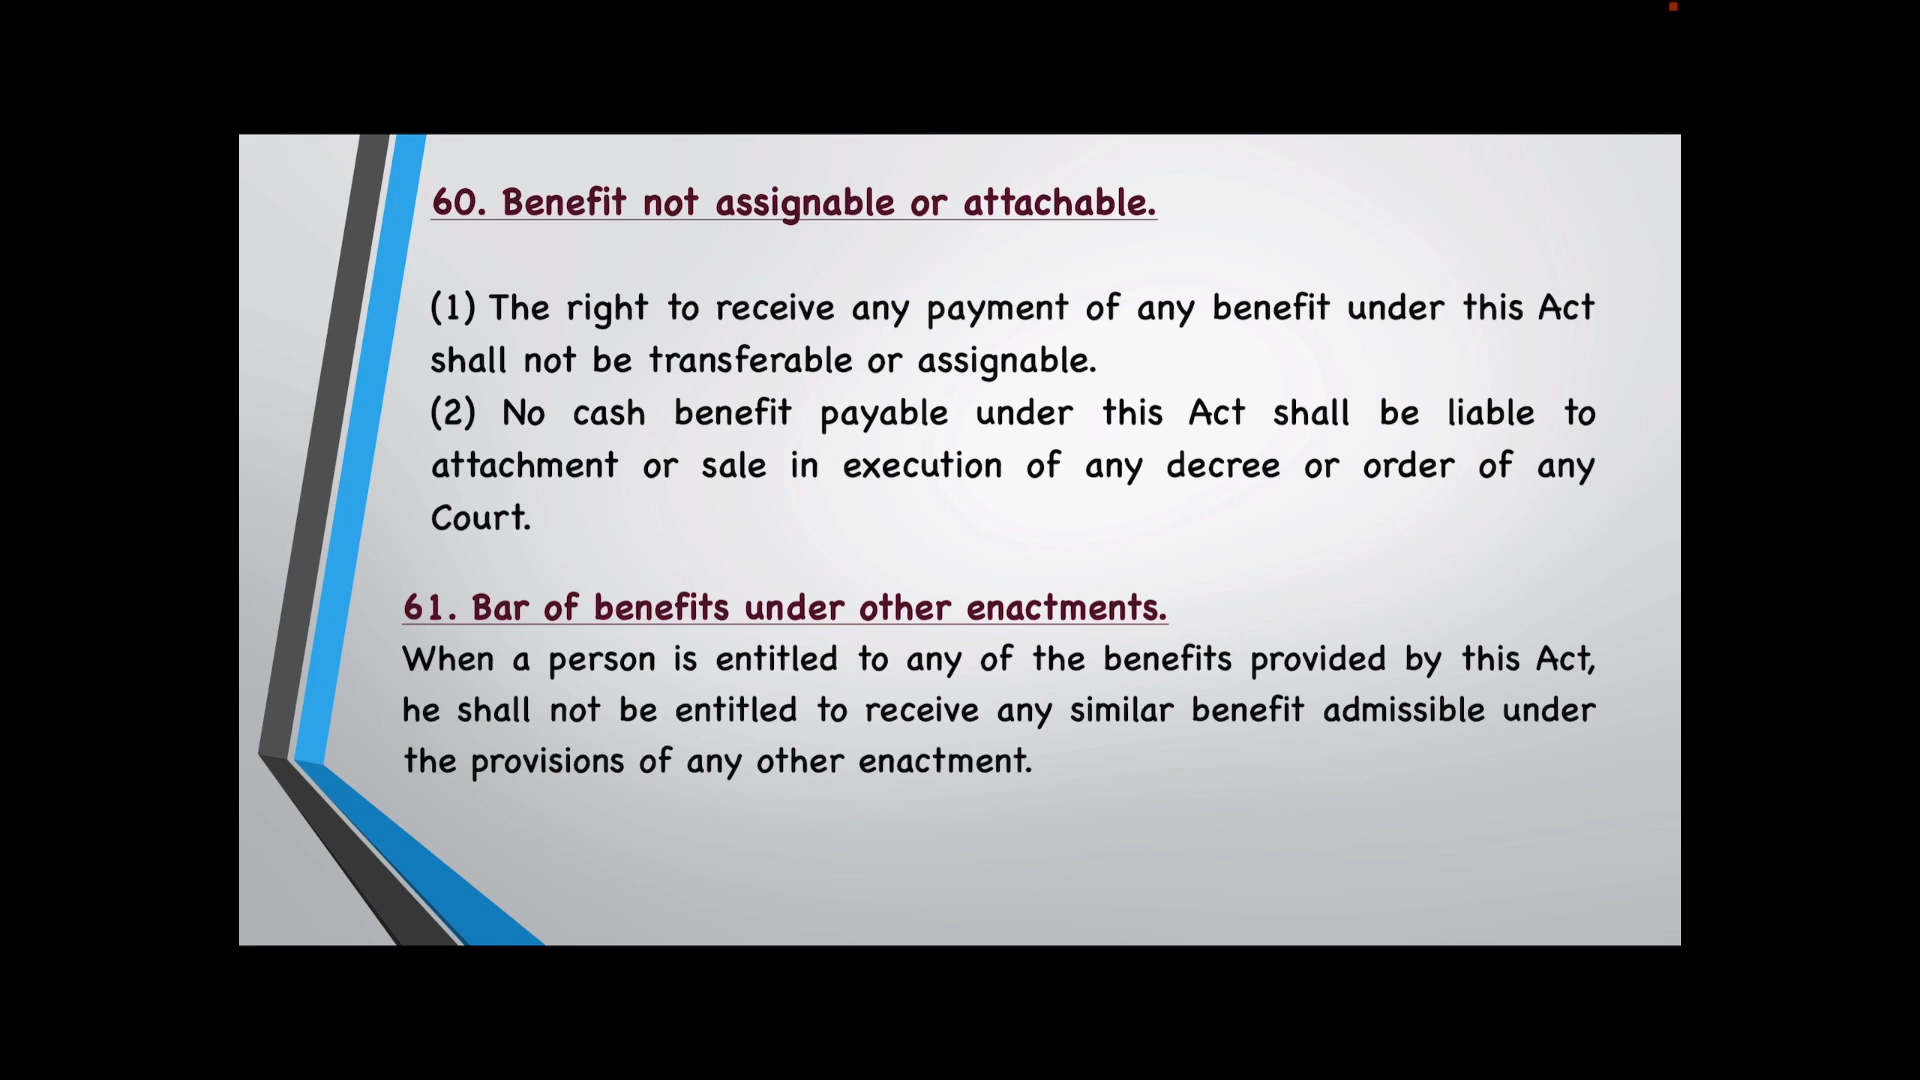 60. Benefit not assignable or attachable.
(1) The right to receive any payment of any benefit under this Act
shall not be transferable or assignable.
(2) No cash benefit payable under this Act shall be liable to
attachment or sale in execution of any decree or order of any
Court.
61. Bar of benefits under other enactments.
When a person is entitled to any of the benefits provided by this Act,
he shall not be entitled to receive any similar benefit admissible under
the provisions of any other enactment.